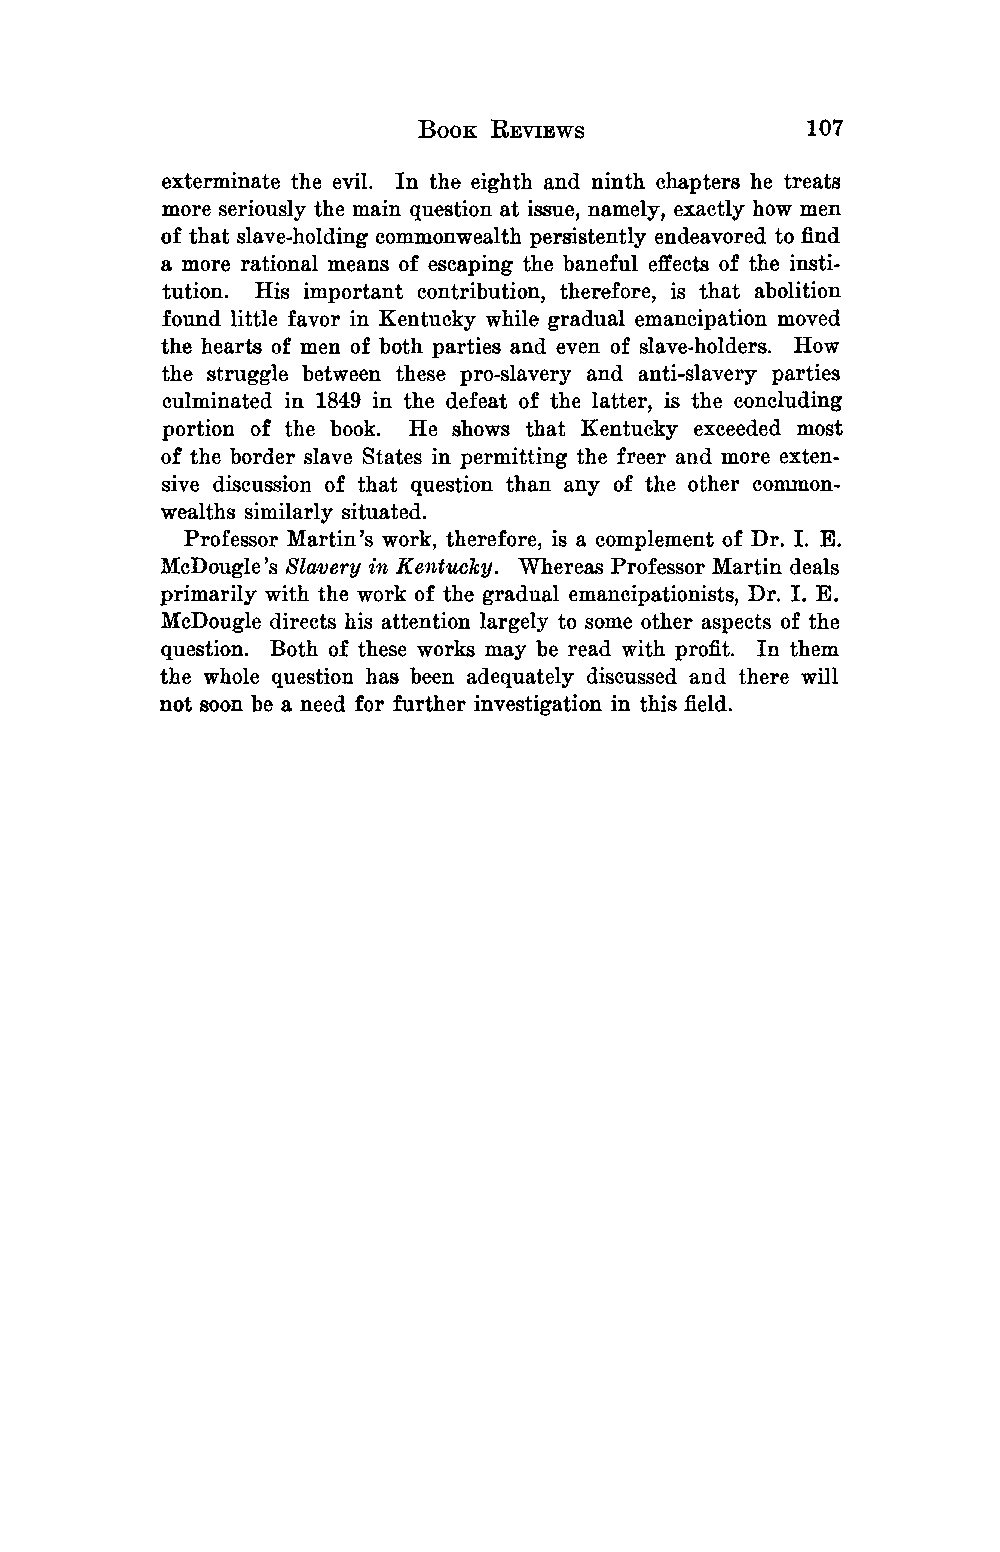 Book Reviews 107
exterminate the evil. In the eighth and ninth chapters he treats
more seriously the main question at issue, namely, exactly how men
of that slave-holding commonwealth persistently endeavored to find
a more rational means of escaping the baneful effects of the insti-
tution. His important contribution, therefore, is that abolition
found little favor in Kentucky while gradual emancipation moved
the hearts of men of both parties and even of slave-holders. How
the struggle between these pro-slavery and anti-slavery parties
culminated in 1849 in the defeat of the latter, is the concluding
portion of the book. He shows that Kentucky exceeded most
of the border slave States in permitting the freer and more exten-
sive discussion of that question than any of the other common-
wealths similarly situated.
Professor Martin's work, therefore, is a complement of Dr. I. E.
McDougle's Slavery in Kentucky. Whereas Professor Martin deals
primarily with the work of the gradual emancipationists, Dr. I. E.
McDougle directs his attention largely to some other aspects of the
question. Both of these works may be read with profit. In them
the whole question has been adequately discussed and there will
not soon be a need for further investigation in this field.